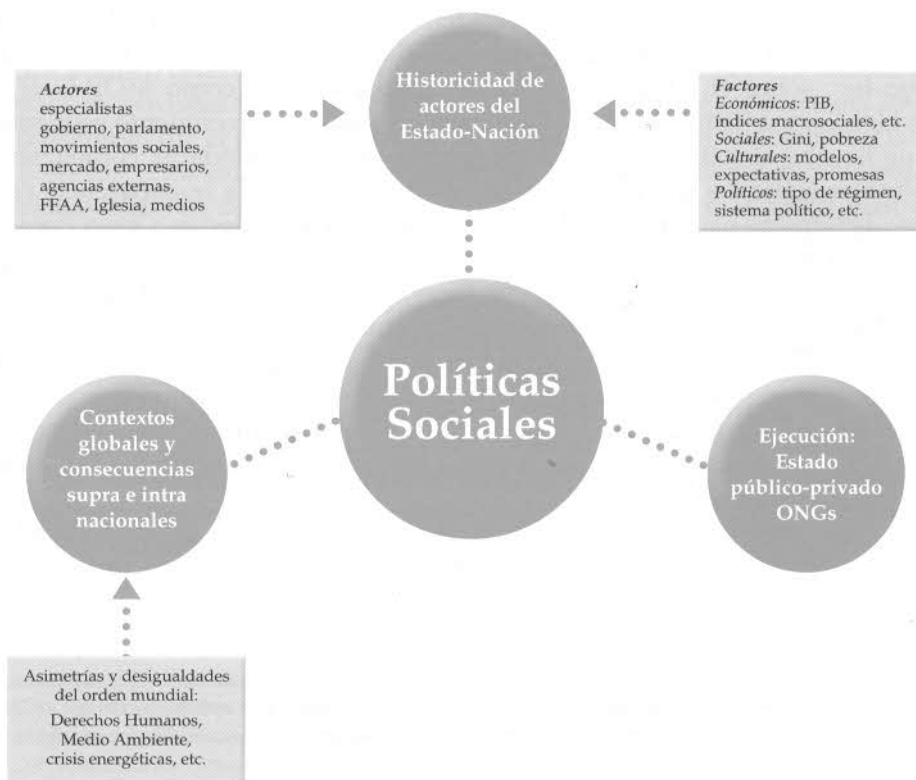 Historicidad de
actores del
Estado-Nación
Actores
especialistas
gobierno, parlamento,
movimientos sociales,
mercado, empresarios,
agencias externas,
FFAA, Iglesia, medios
Factores
Económicos: PIB,
índices macrosociales, etc.
Sociales: Gini, pobreza
Culturales: modelos,
expectativas, promesas
Políticos: tipo de régimen,
sistema político, etc.
Políticas
Sociales
Contextos
globales y
consecuencias
supra e intra
nacionales
Ejecución:
Estado
público-privado
ONGs
Asimetrías y desigualdades
del orden mundial:
Derechos Humanos,
Medio Ambiente,
crisis energéticas, etc.